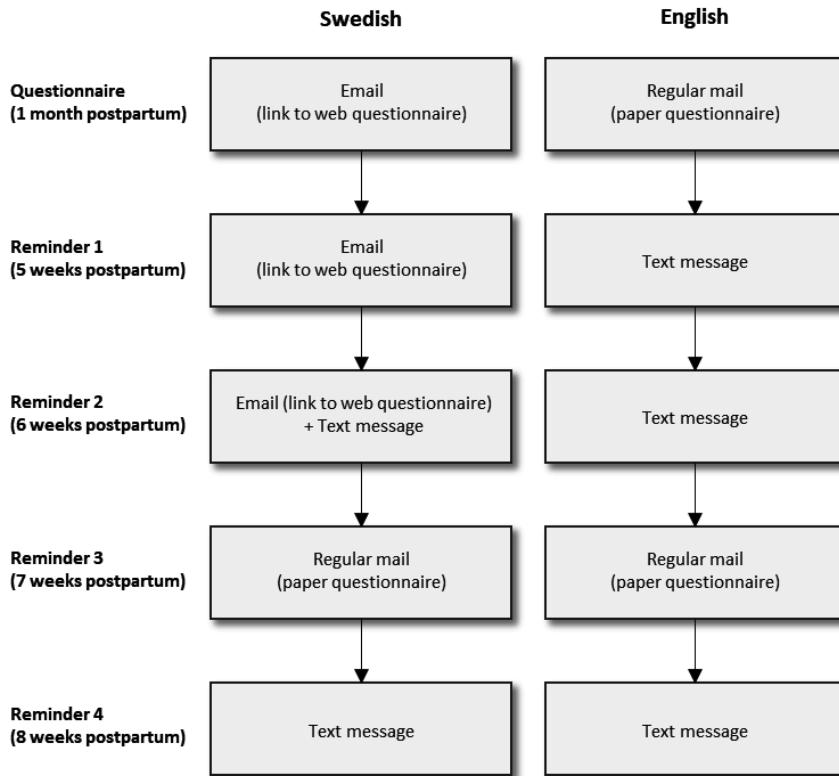 Swedish
English
Questionnaire
(1 month postpartum)
Email
(link to web questionnaire)
Regular mail
(paper questionnaire)
Reminder 1
(5 weeks postpartum)
Email
(link to web questionnaire)
Text message
Reminder 2
(6 weeks postpartum)
Email (link to web questionnaire)
+ Text message
Text message
Reminder 3
(7 weeks postpartum)
Regular mail
(paper questionnaire)
Regular mail
(paper questionnaire)
Reminder 4
(8 weeks postpartum)
Text message
Text message